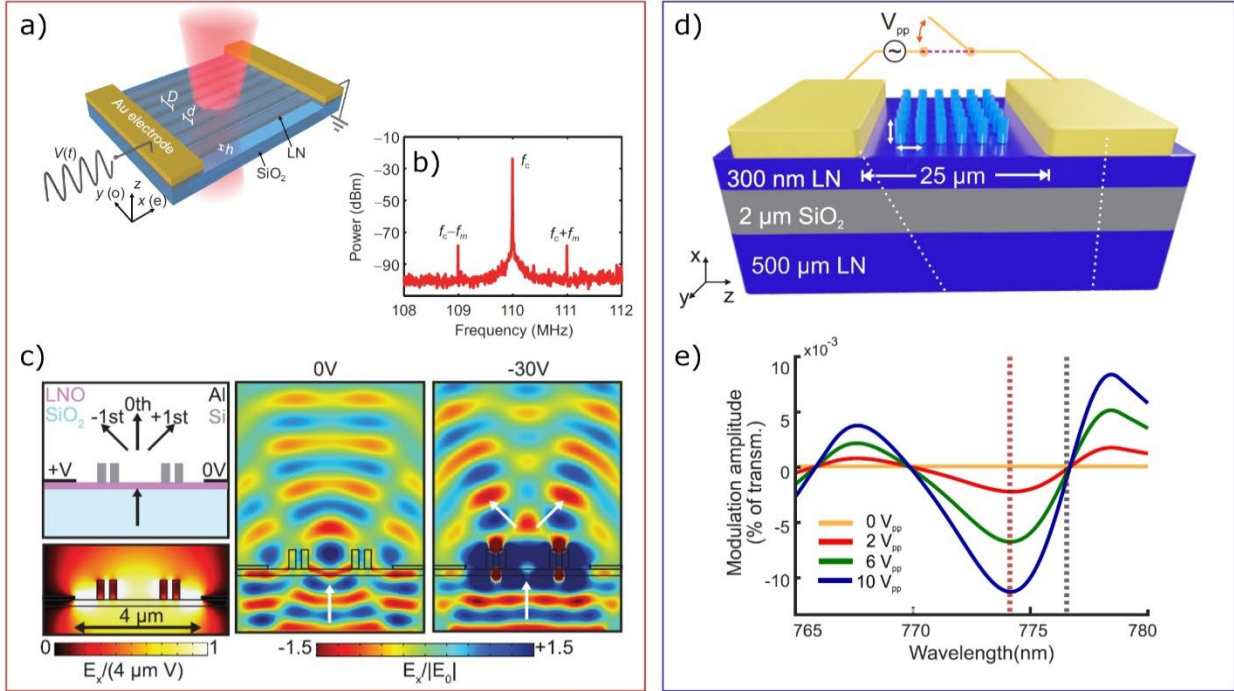 a)
Au electrode
D
d
h
LN
SiO₂
V(t)
z
y (o)
x (e)
b)
Power (dBm)
−10
−30
−50
−70
−90
fc
fc−fm
fc+fm
108 109 110 111 112
Frequency (MHz)
c)
LNO
SiO₂
Al
Si
-1st
0th
+1st
+V
0V
4 µm
0 1
Ex/(4 µm V)
0V
-30V
-1.5 +1.5
Ex/|E0|
d)
Vpp
~
300 nm LN
25 µm
2 µm SiO₂
500 µm LN
x
y
z
e)
x10⁻³
Modulation amplitude
(% of transm.)
10
5
0
-5
-10
0 Vpp
2 Vpp
6 Vpp
10 Vpp
765 770 775 780
Wavelength(nm)